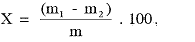 X = (m₁ - m₂) / m . 100,